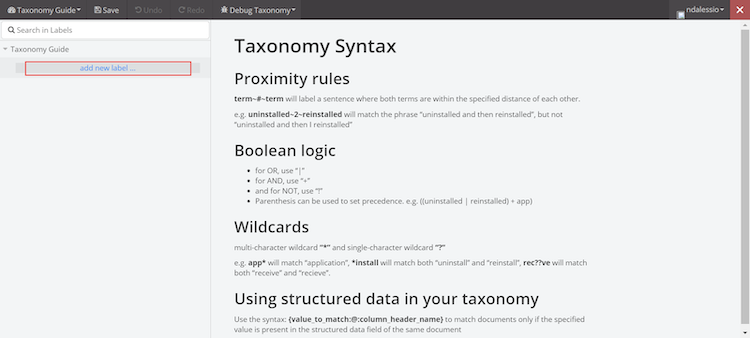 Taxonomy Guide Save Undo Redo Debug Taxonomy ndalessio ×
Search in Labels
Taxonomy Guide
add new label ...
Taxonomy Syntax
Proximity rules
term~#~term will label a sentence where both terms are within the specified distance of each other.
e.g. uninstalled~2~reinstalled will match the phrase “uninstalled and then reinstalled”, but not
“uninstalled and then I reinstalled”
Boolean logic
• for OR, use “|”
• for AND, use “+”
• and for NOT, use “!”
• Parenthesis can be used to set precedence. e.g. ((uninstalled | reinstalled) + app)
Wildcards
multi-character wildcard “*” and single-character wildcard “?”
e.g. app* will match “application”, *install will match both “uninstall” and “reinstall”, rec??ve will match
both “receive” and “recieve”.
Using structured data in your taxonomy
Use the syntax: {value_to_match:@:column_header_name} to match documents only if the specified
value is present in the structured data field of the same document